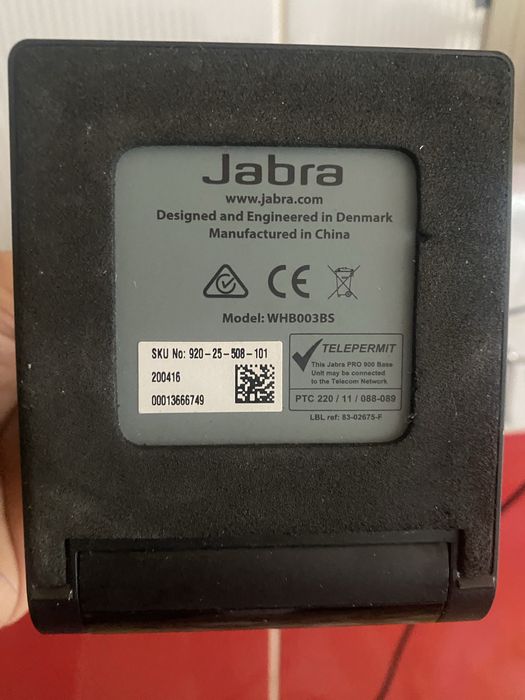 Jabra
www.jabra.com
Designed and Engineered in Denmark
Manufactured in China
CE
Model: WHB003BS
SKU No: 920-25-508-101
200416
00013666749
TELEPERMIT
This Jabra PRO 900 Base
Unit may be connected
to the Telecom Network
PTC 220 / 11 / 088-089
LBL ref: 83-02675-F